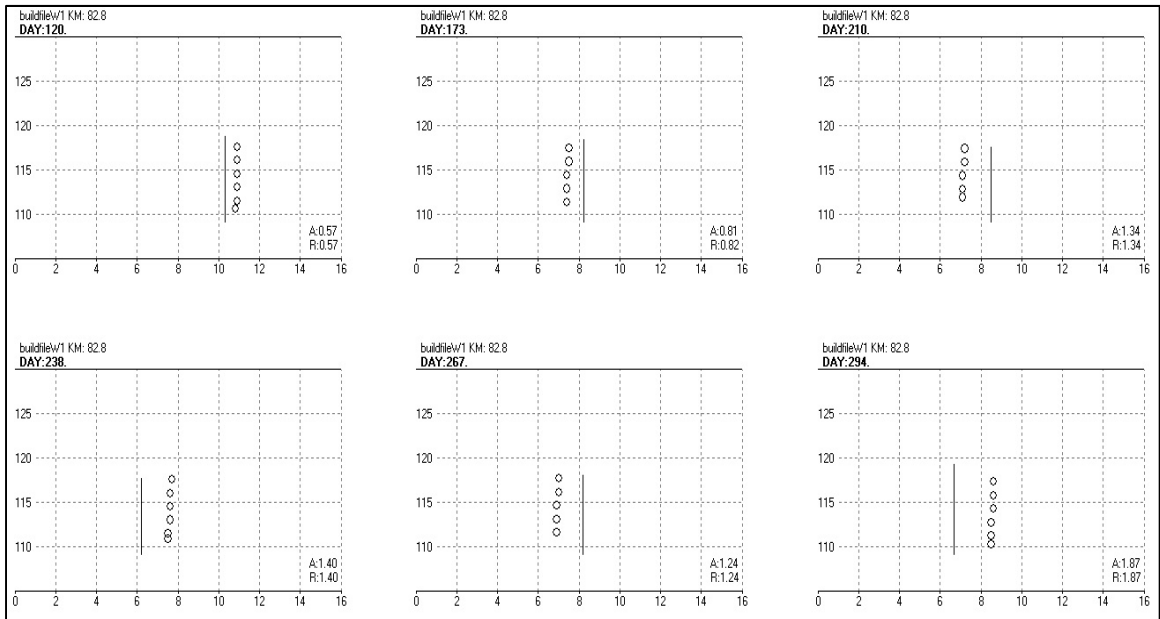 buildfileW1 KM: 82.8
DAY:120.
125
120
115
110
A:0.57
R:0.57
0 2 4 6 8 10 12 14 16
buildfileW1 KM: 82.8
DAY:173.
125
120
115
110
A:0.81
R:0.82
0 2 4 6 8 10 12 14 16
buildfileW1 KM: 82.8
DAY:210.
125
120
115
110
A:1.34
R:1.34
0 2 4 6 8 10 12 14 16
buildfileW1 KM: 82.8
DAY:238.
125
120
115
110
A:1.40
R:1.40
0 2 4 6 8 10 12 14 16
buildfileW1 KM: 82.8
DAY:267.
125
120
115
110
A:1.24
R:1.24
0 2 4 6 8 10 12 14 16
buildfileW1 KM: 82.8
DAY:294.
125
120
115
110
A:1.87
R:1.87
0 2 4 6 8 10 12 14 16